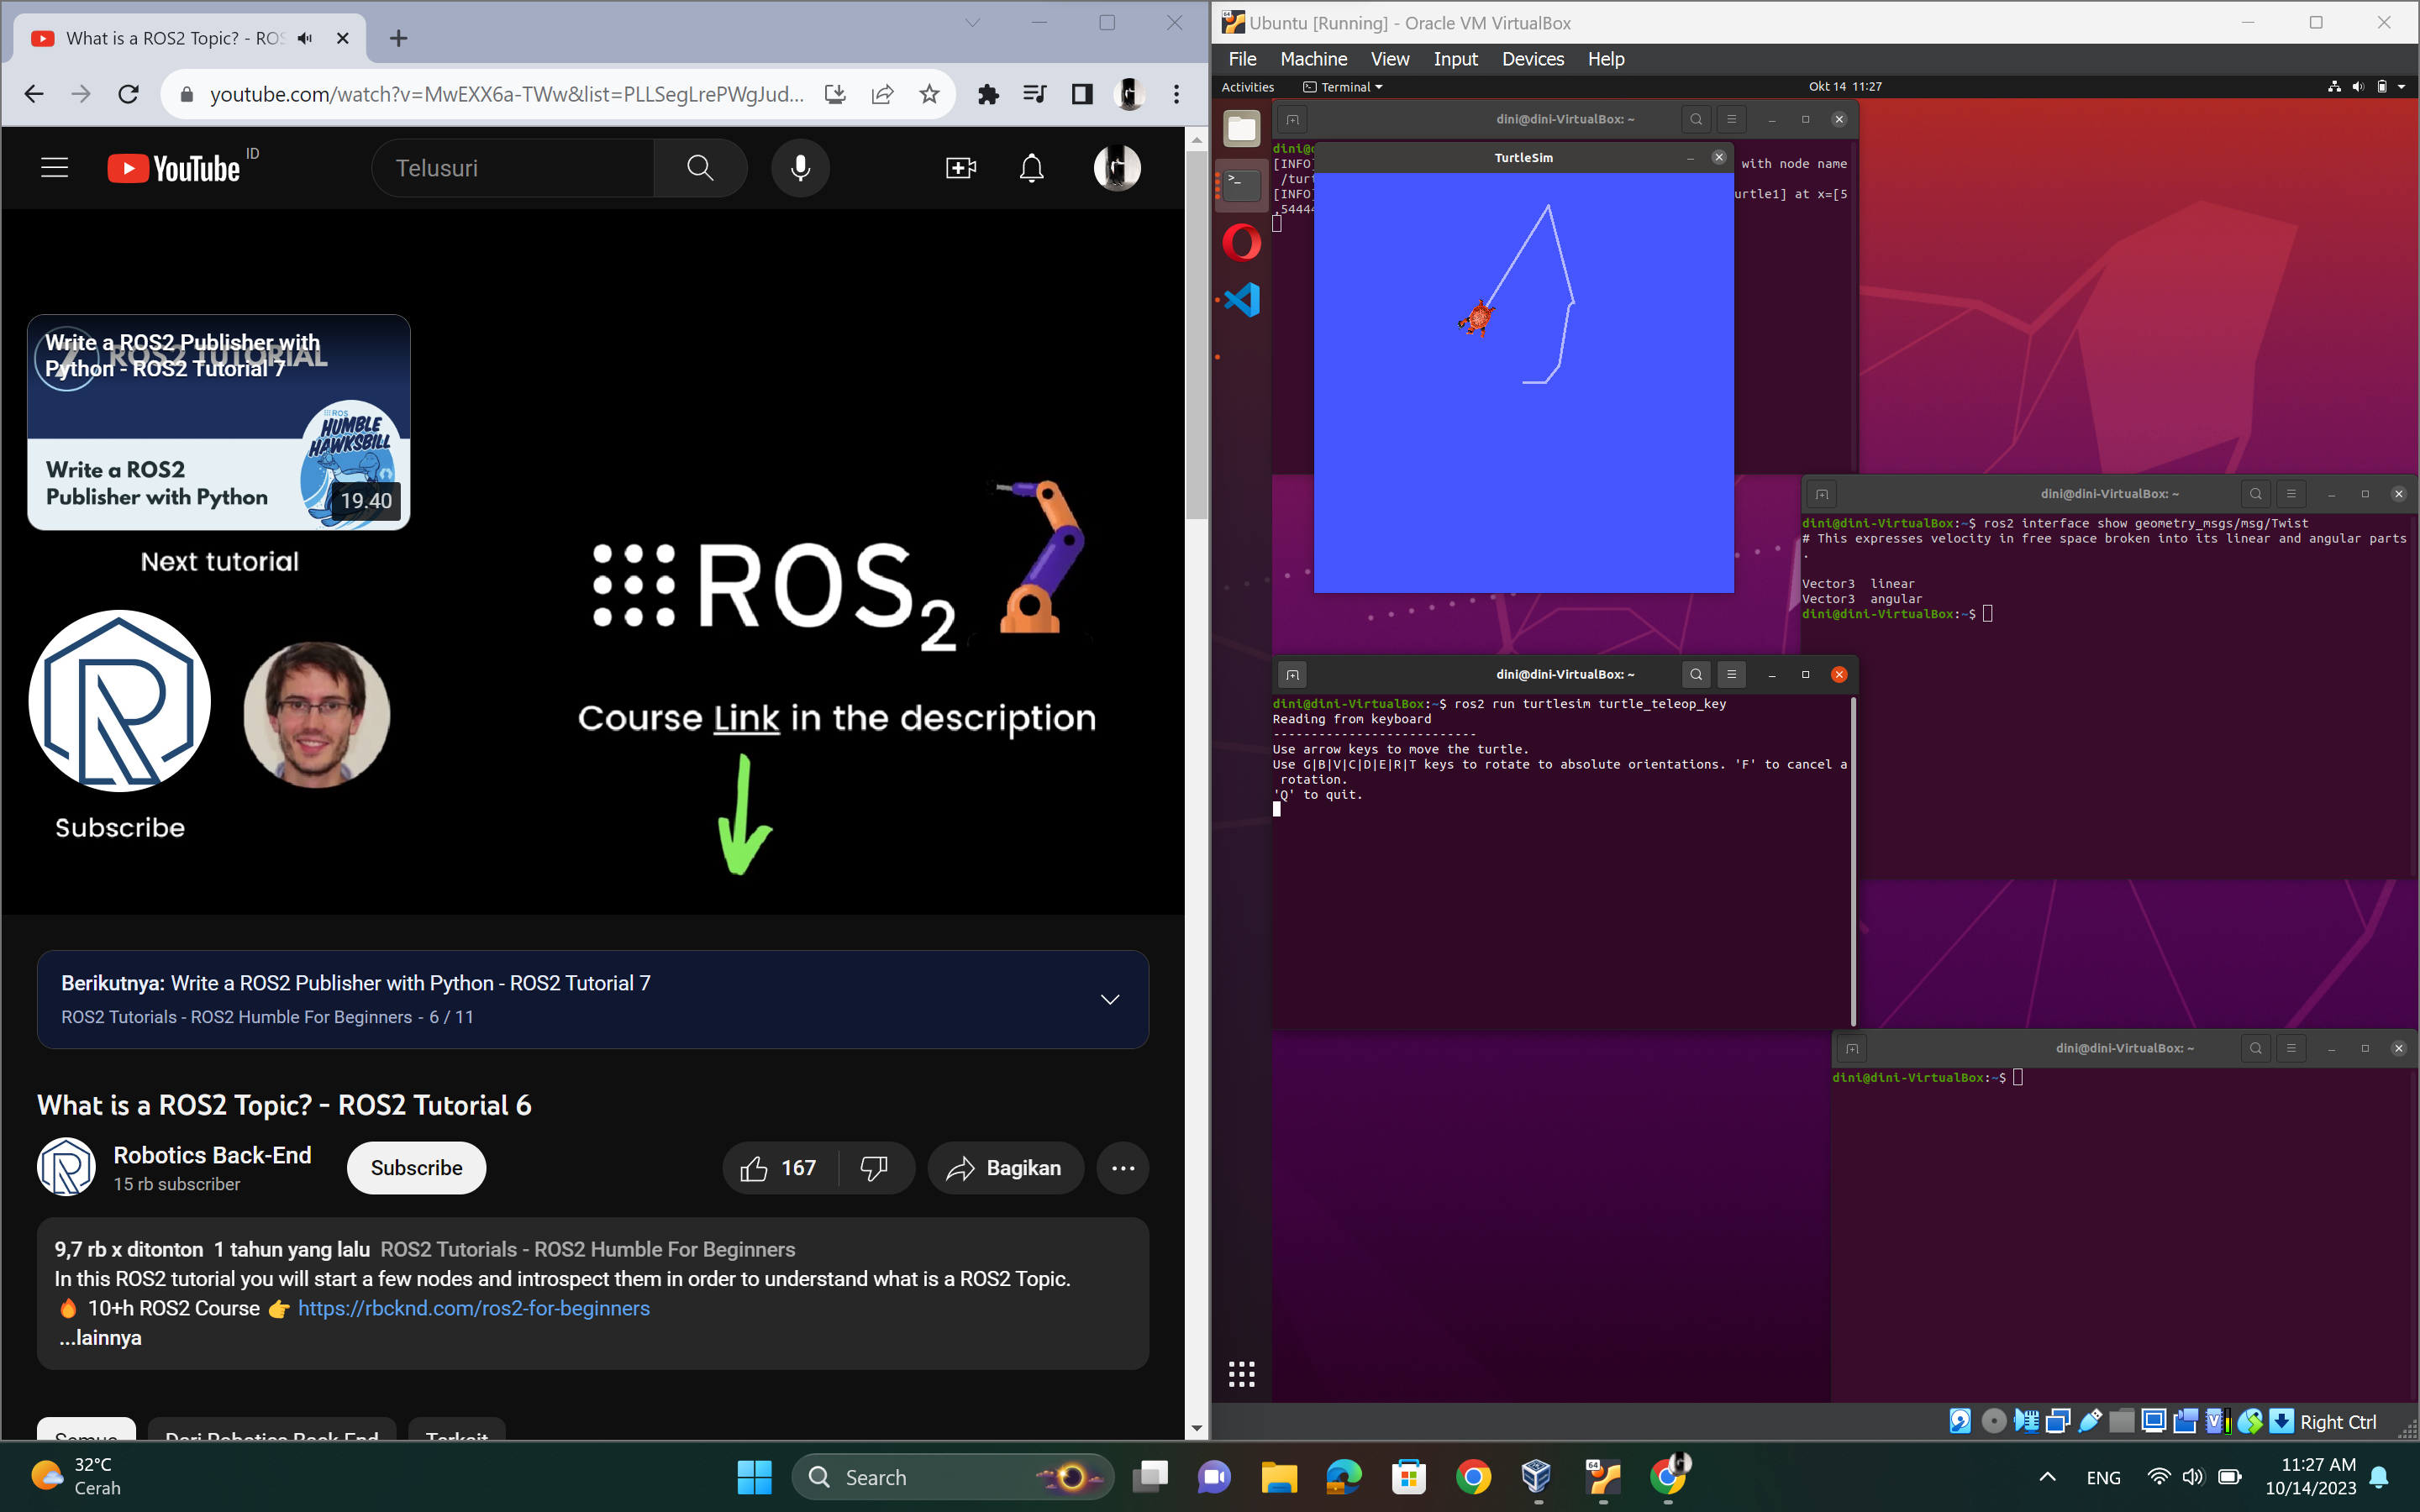 What is a ROS2 Topic? - ROS
youtube.com/watch?v=MwEXX6a-TWw&list=PLLSegLrePWgJud...
YouTube ID
Telusuri
Write a ROS2 Publisher with
Python - ROS2 Tutorial 7
ROS2 TUTORIAL
ROS
HUMBLE
HAWKSBILL
Write a ROS2
Publisher with Python
19.40
Next tutorial
Subscribe
ROS2
Course Link in the description
Berikutnya: Write a ROS2 Publisher with Python - ROS2 Tutorial 7
ROS2 Tutorials - ROS2 Humble For Beginners - 6 / 11
What is a ROS2 Topic? - ROS2 Tutorial 6
Robotics Back-End
15 rb subscriber
Subscribe
167
Bagikan
9,7 rb x ditonton 1 tahun yang lalu ROS2 Tutorials - ROS2 Humble For Beginners
In this ROS2 tutorial you will start a few nodes and introspect them in order to understand what is a ROS2 Topic.
🔥 10+h ROS2 Course 👉 https://rbcknd.com/ros2-for-beginners
...lainnya
Semua
Dari Robotics Back-End
Terkait
Ubuntu [Running] - Oracle VM VirtualBox
File Machine View Input Devices Help
Activities Terminal Okt 14 11:27
dini@dini-VirtualBox: ~
dini@
[INFO] with node name
/turt
[INFO] urtle1] at x=[5
,54444
TurtleSim
dini@dini-VirtualBox: ~
dini@dini-VirtualBox:~$ ros2 interface show geometry_msgs/msg/Twist
# This expresses velocity in free space broken into its linear and angular parts
.
Vector3 linear
Vector3 angular
dini@dini-VirtualBox:~$
dini@dini-VirtualBox: ~
dini@dini-VirtualBox:~$ ros2 run turtlesim turtle_teleop_key
Reading from keyboard
---------------------------
Use arrow keys to move the turtle.
Use G|B|V|C|D|E|R|T keys to rotate to absolute orientations. 'F' to cancel a
rotation.
'Q' to quit.
dini@dini-VirtualBox: ~
dini@dini-VirtualBox:~$
Right Ctrl
32°C
Cerah
Search
ENG
11:27 AM
10/14/2023